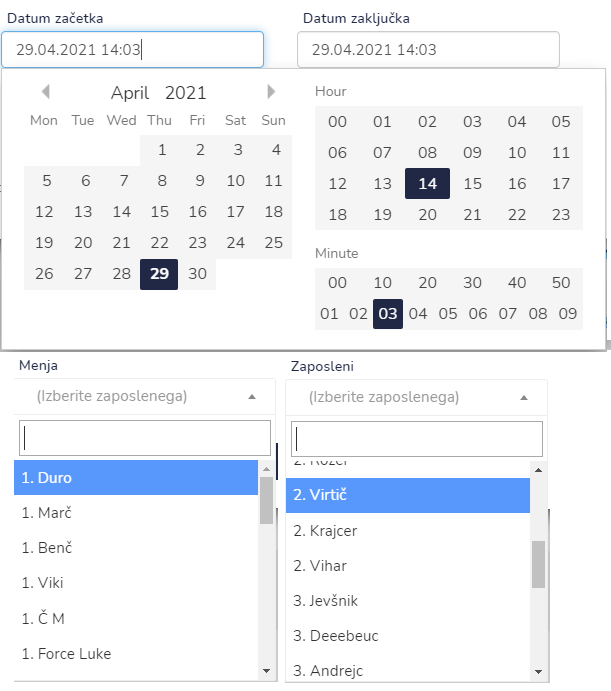 Datum začetka Datum zaključka
29.04.2021 14:03 29.04.2021 14:03
April 2021
Mon Tue Wed Thu Fri Sat Sun
1 2 3 4
5 6 7 8 9 10 11
12 13 14 15 16 17 18
19 20 21 22 23 24 25
26 27 28 29 30
Hour
00 01 02 03 04 05
06 07 08 09 10 11
12 13 14 15 16 17
18 19 20 21 22 23
Minute
00 10 20 30 40 50
01 02 03 04 05 06 07 08 09
Menja
(Izberite zaposlenega)
1. Duro
1. Marč
1. Benč
1. Viki
1. Č M
1. Force Luke
Zaposleni
(Izberite zaposlenega)
2. Virtič
2. Krajcer
2. Vihar
3. Jevšnik
3. Deeebeuc
3. Andrejc